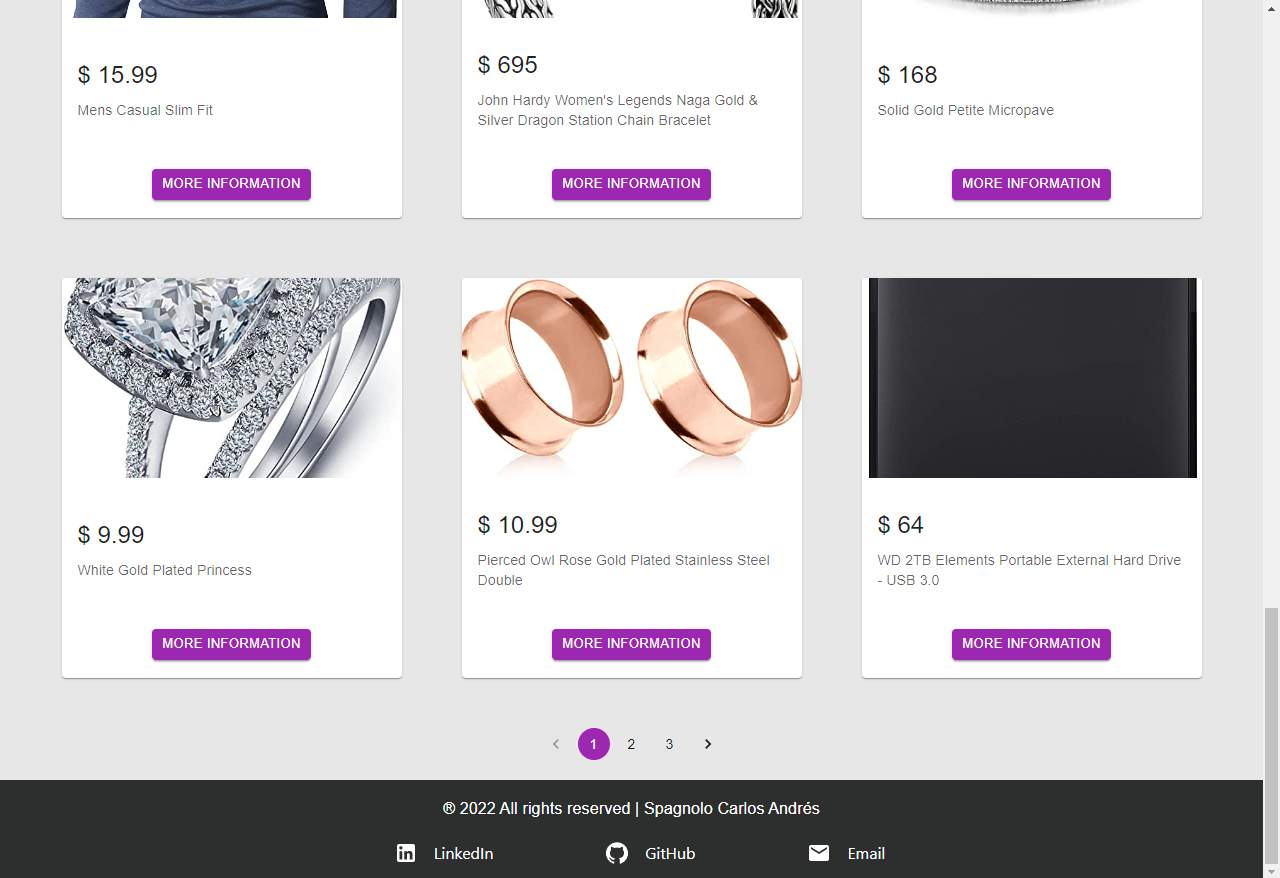 $ 15.99
Mens Casual Slim Fit
MORE INFORMATION
$ 695
John Hardy Women's Legends Naga Gold &
Silver Dragon Station Chain Bracelet
MORE INFORMATION
$ 168
Solid Gold Petite Micropave
MORE INFORMATION
$ 9.99
White Gold Plated Princess
MORE INFORMATION
$ 10.99
Pierced Owl Rose Gold Plated Stainless Steel
Double
MORE INFORMATION
$ 64
WD 2TB Elements Portable External Hard Drive
- USB 3.0
MORE INFORMATION
1 2 3
® 2022 All rights reserved | Spagnolo Carlos Andrés
LinkedIn GitHub Email